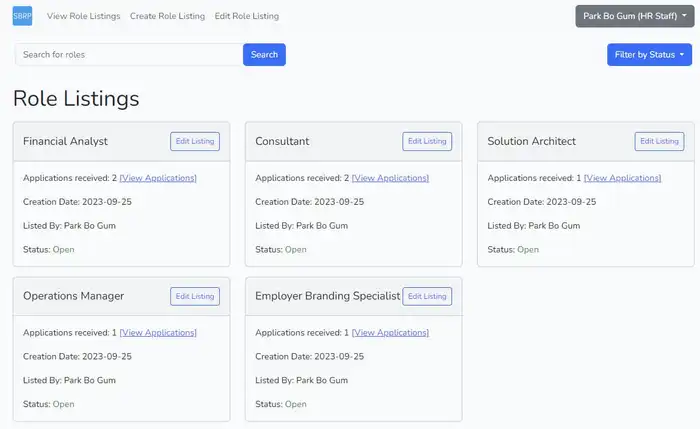 SBRP View Role Listings Create Role Listing Edit Role Listing Park Bo Gum (HR Staff)
Search for roles Search Filter by Status
Role Listings
Financial Analyst Edit Listing
Applications received: 2 [View Applications]
Creation Date: 2023-09-25
Listed By: Park Bo Gum
Status: Open
Consultant Edit Listing
Applications received: 2 [View Applications]
Creation Date: 2023-09-25
Listed By: Park Bo Gum
Status: Open
Solution Architect Edit Listing
Applications received: 1 [View Applications]
Creation Date: 2023-09-25
Listed By: Park Bo Gum
Status: Open
Operations Manager Edit Listing
Applications received: 1 [View Applications]
Creation Date: 2023-09-25
Listed By: Park Bo Gum
Status: Open
Employer Branding Specialist Edit Listing
Applications received: 1 [View Applications]
Creation Date: 2023-09-25
Listed By: Park Bo Gum
Status: Open